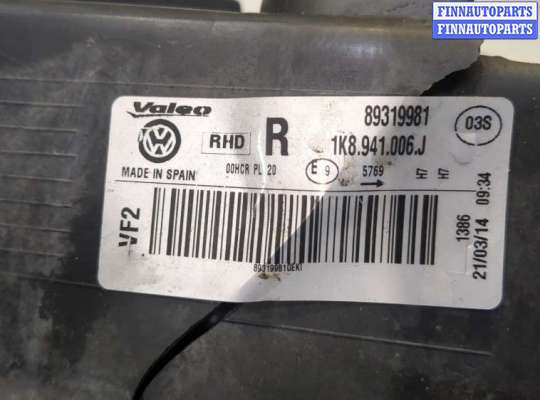 FINNAUTOPARTS
FINNAUTOPARTS
FINNAUTOPARTS
Valeo
89319981
RHD
R
1K8.941.006.J
03S
MADE IN SPAIN
00HCR PL 20
E 9
5769
H7 H7
VF2
1386
21/03/14 09:34